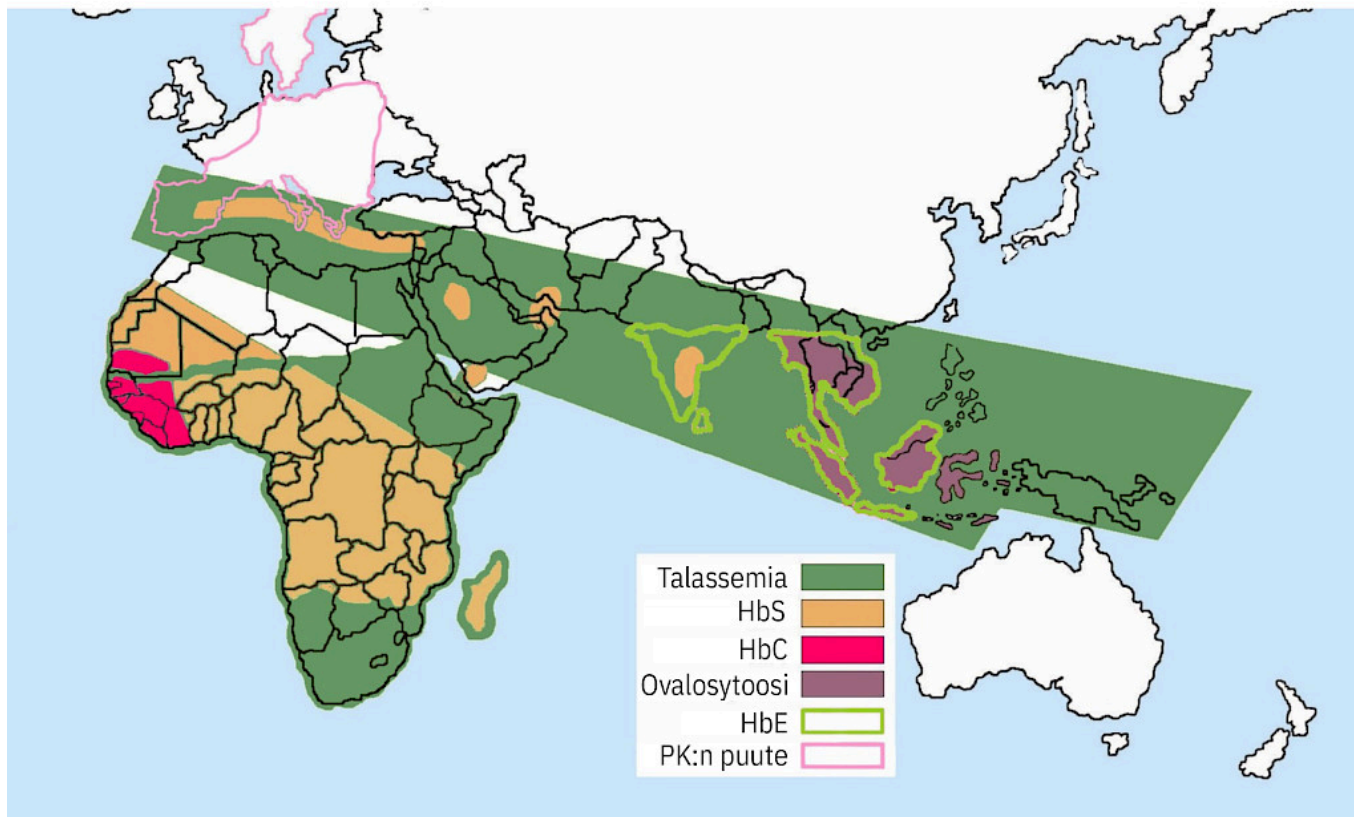 Talassemia
HbS
HbC
Ovalosytoosi
HbE
PK:n puute